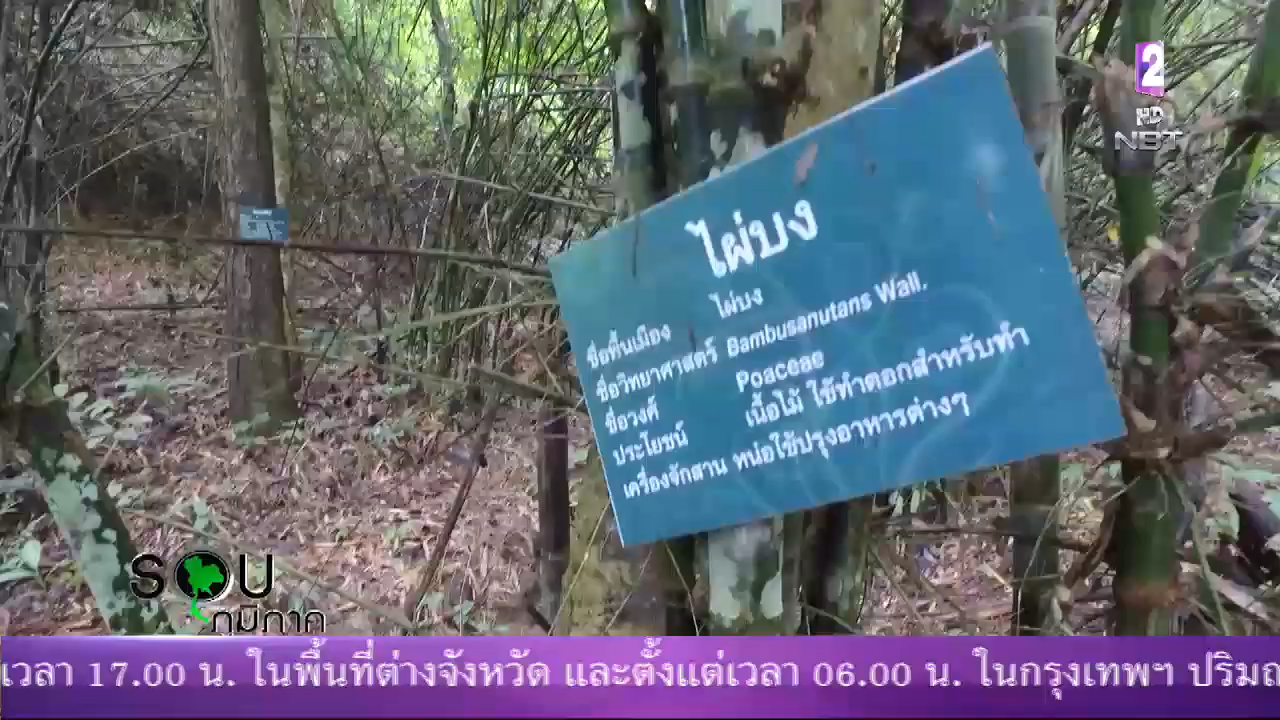 2
HD
NBT
ไผ่บง
ชื่อพื้นเมือง ไผ่บง
ชื่อวิทยาศาสตร์ Bambusanutans Wall.
ชื่อวงศ์ Poaceae
ประโยชน์ เนื้อไม้ ใช้ทำตอกสำหรับทำ
เครื่องจักสาน หน่อใช้ปรุงอาหารต่างๆ
รอบ
ภูมิภาค
เวลา 17.00 น. ในพื้นที่ต่างจังหวัด และตั้งแต่เวลา 06.00 น. ในกรุงเทพฯ